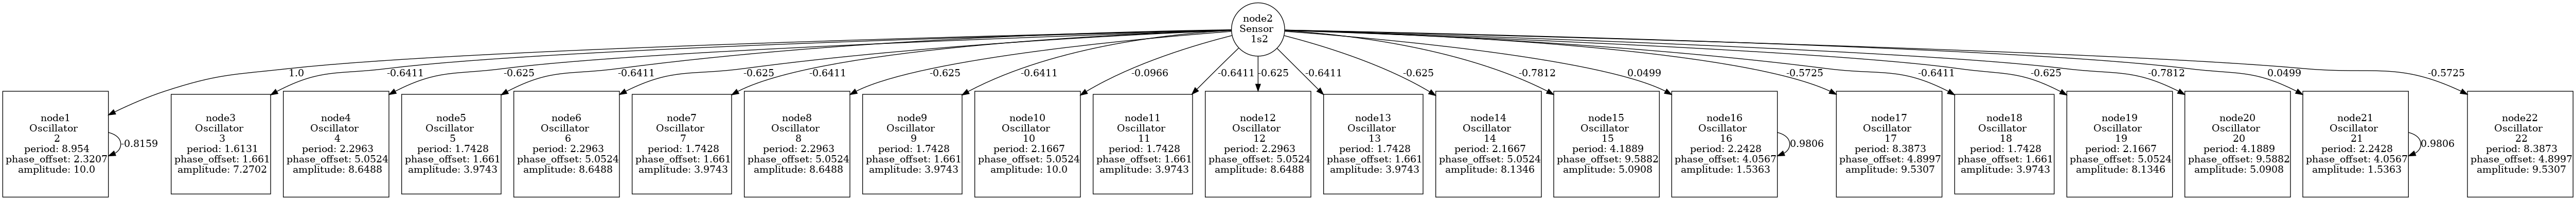 node2
Sensor
1s2
1.0
-0.6411
-0.625
-0.6411
-0.625
-0.6411
-0.625
-0.6411
-0.0966
-0.6411
-0.625
-0.6411
-0.625
-0.7812
0.0499
-0.5725
-0.6411
-0.625
-0.7812
0.0499
-0.5725
node1
Oscillator
2
period: 8.954
phase_offset: 2.3207
amplitude: 10.0
-0.8159
node3
Oscillator
3
period: 1.6131
phase_offset: 1.661
amplitude: 7.2702
node4
Oscillator
4
period: 2.2963
phase_offset: 5.0524
amplitude: 8.6488
node5
Oscillator
5
period: 1.7428
phase_offset: 1.661
amplitude: 3.9743
node6
Oscillator
6
period: 2.2963
phase_offset: 5.0524
amplitude: 8.6488
node7
Oscillator
7
period: 1.7428
phase_offset: 1.661
amplitude: 3.9743
node8
Oscillator
8
period: 2.2963
phase_offset: 5.0524
amplitude: 8.6488
node9
Oscillator
9
period: 1.7428
phase_offset: 1.661
amplitude: 3.9743
node10
Oscillator
10
period: 2.1667
phase_offset: 5.0524
amplitude: 10.0
node11
Oscillator
11
period: 1.7428
phase_offset: 1.661
amplitude: 3.9743
node12
Oscillator
12
period: 2.2963
phase_offset: 5.0524
amplitude: 8.6488
node13
Oscillator
13
period: 1.7428
phase_offset: 1.661
amplitude: 3.9743
node14
Oscillator
14
period: 2.1667
phase_offset: 5.0524
amplitude: 8.1346
node15
Oscillator
15
period: 4.1889
phase_offset: 9.5882
amplitude: 5.0908
node16
Oscillator
16
period: 2.2428
phase_offset: 4.0567
amplitude: 1.5363
0.9806
node17
Oscillator
17
period: 8.3873
phase_offset: 4.8997
amplitude: 9.5307
node18
Oscillator
18
period: 1.7428
phase_offset: 1.661
amplitude: 3.9743
node19
Oscillator
19
period: 2.1667
phase_offset: 5.0524
amplitude: 8.1346
node20
Oscillator
20
period: 4.1889
phase_offset: 9.5882
amplitude: 5.0908
node21
Oscillator
21
period: 2.2428
phase_offset: 4.0567
amplitude: 1.5363
0.9806
node22
Oscillator
22
period: 8.3873
phase_offset: 4.8997
amplitude: 9.5307